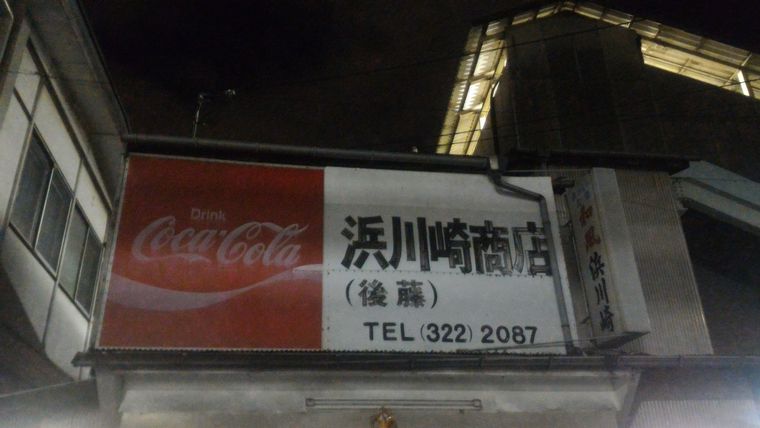 Drink
Coca-Cola
浜川崎商店
(後藤)
TEL (322) 2087
和風 浜川崎